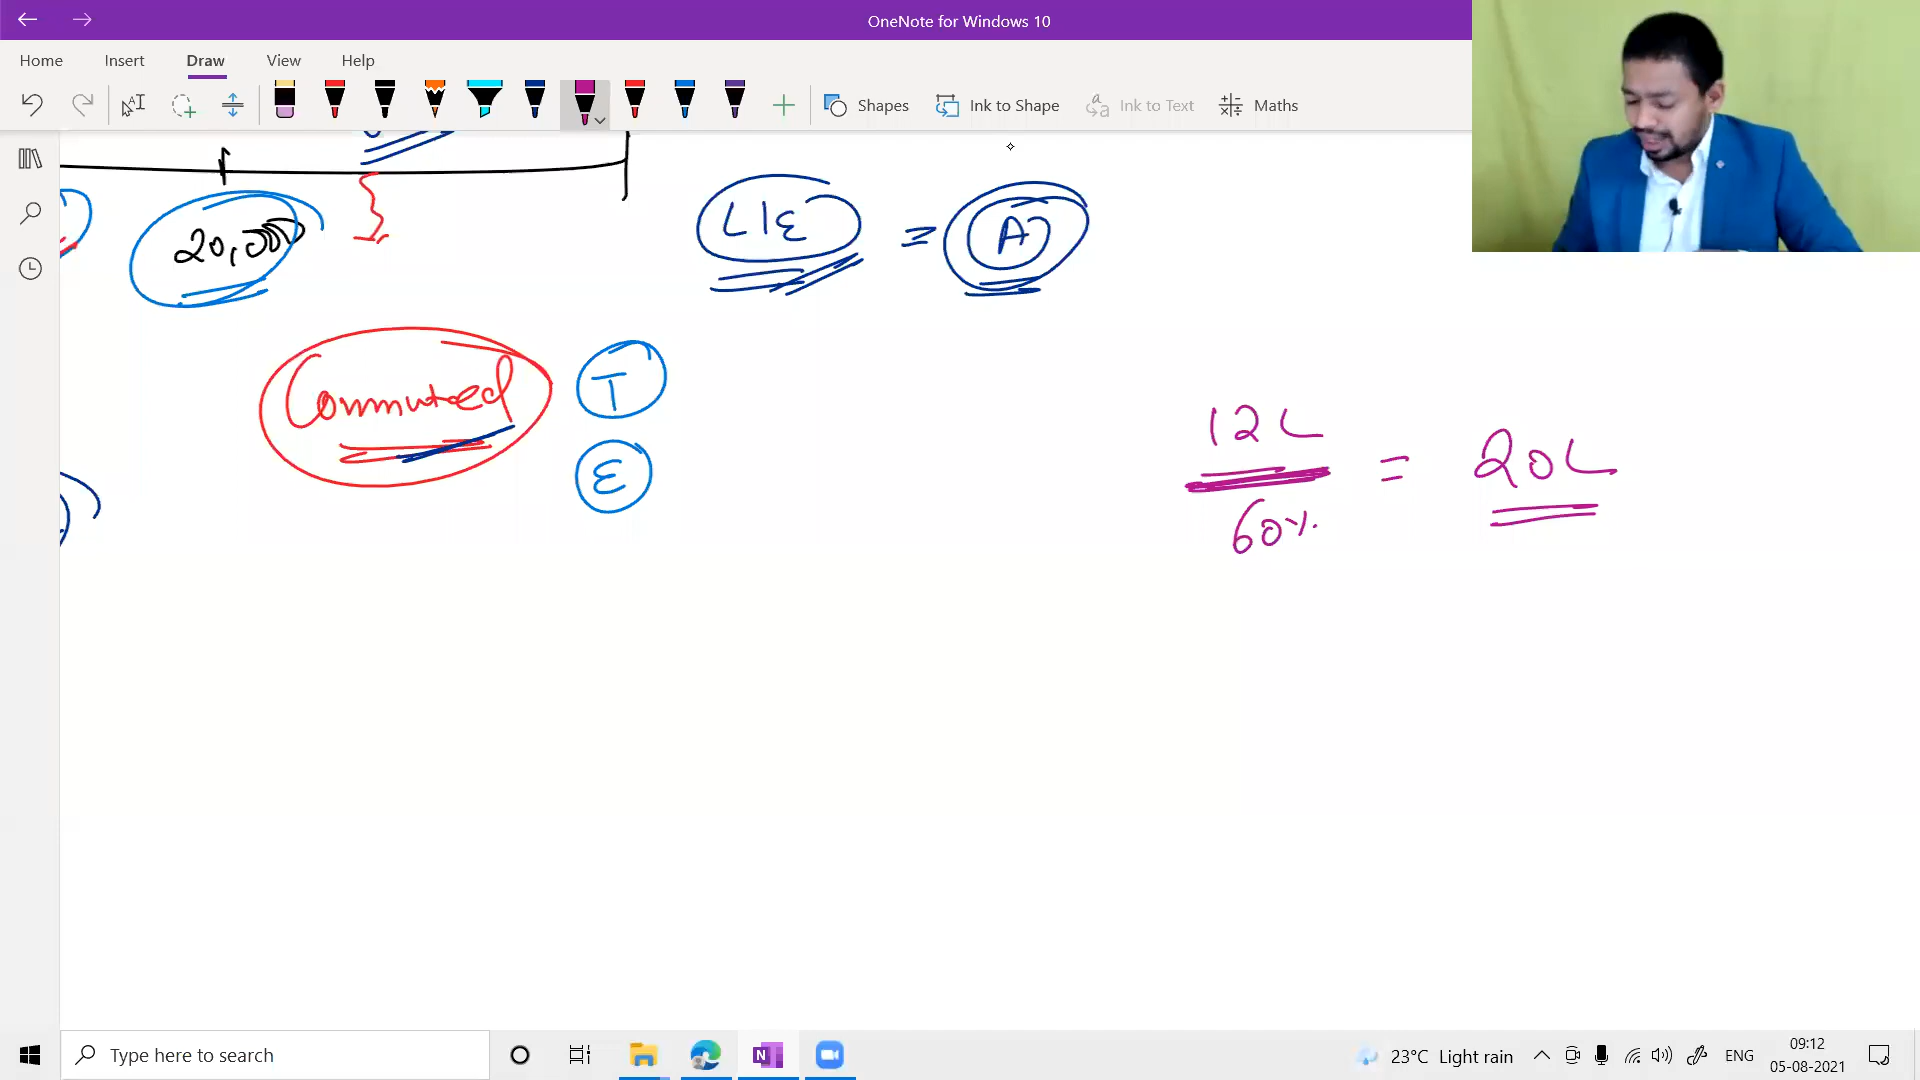 OneNote for Windows 10
Home Insert Draw View Help
Shapes Ink to Shape Ink to Text Maths
20,000
LIE = A
Commuted T
E
12L
= 20L
60%
Type here to search
23°C Light rain
ENG
09:12
05-08-2021